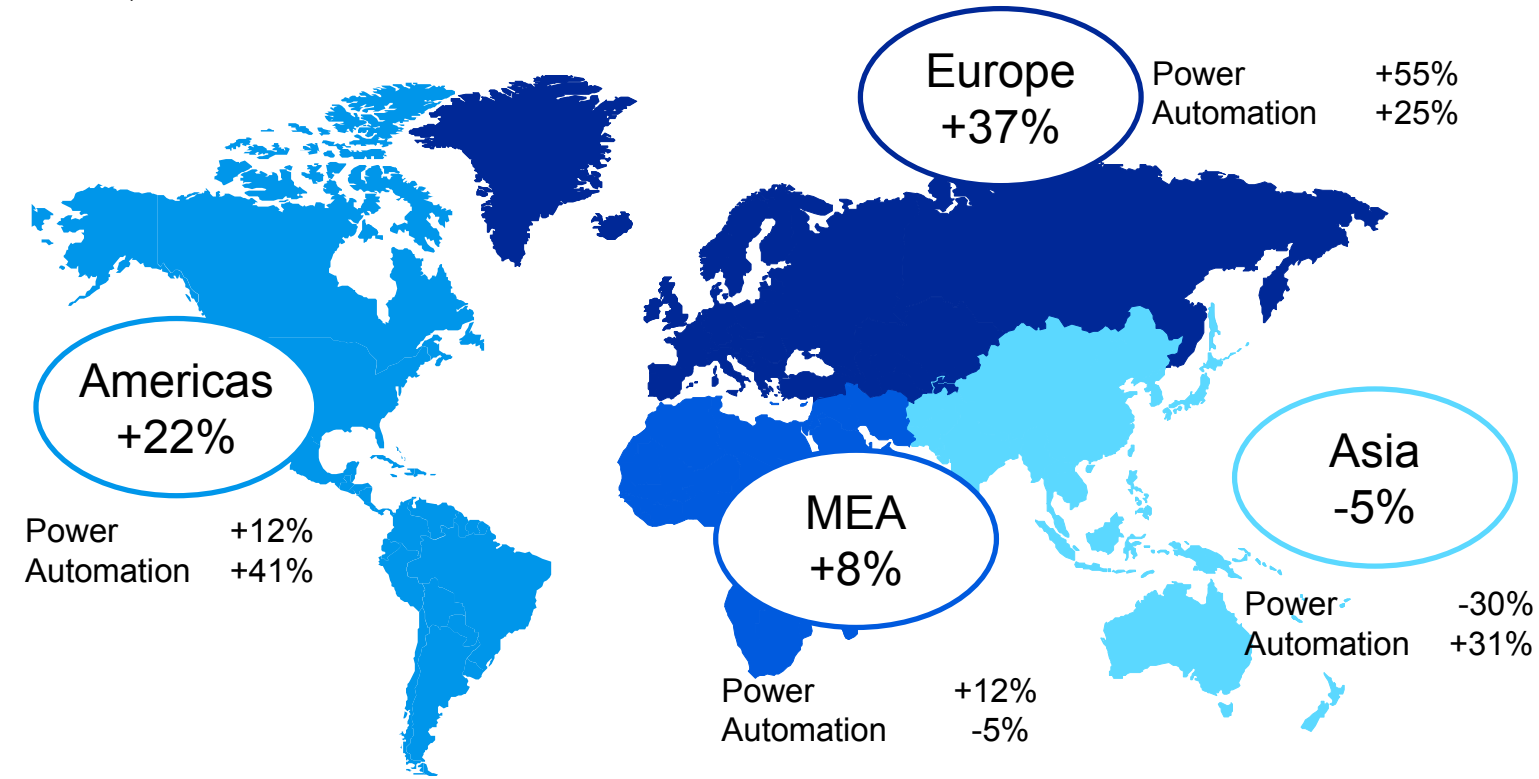 Europe
+37%
Power +55%
Automation +25%
Americas
+22%
Power +12%
Automation +41%
MEA
+8%
Power +12%
Automation -5%
Asia
-5%
Power -30%
Automation +31%